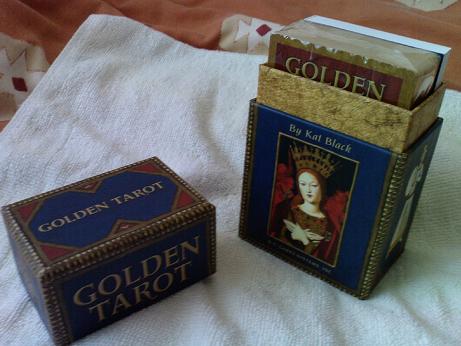 GOLDEN TAROT
GOLDEN
TAROT
GOLDEN
By Kat Black